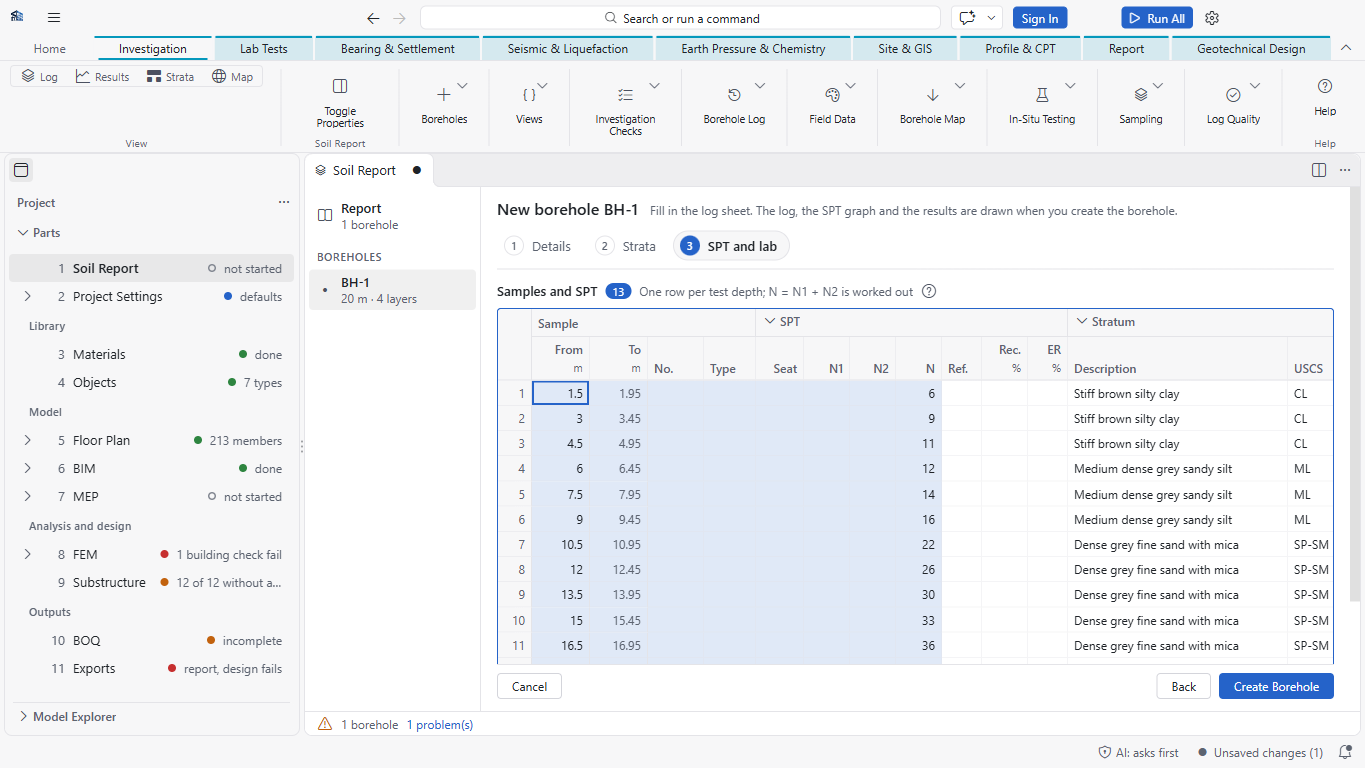 Search or run a command
Sign In
Run All
Home
Investigation
Lab Tests
Bearing & Settlement
Seismic & Liquefaction
Earth Pressure & Chemistry
Site & GIS
Profile & CPT
Report
Geotechnical Design
Log
Results
Strata
Map
View
Toggle Properties
Soil Report
Boreholes
Views
Investigation Checks
Borehole Log
Field Data
Borehole Map
In-Situ Testing
Sampling
Log Quality
Help
Help
Project
Parts
1 Soil Report not started
2 Project Settings defaults
Library
3 Materials done
4 Objects 7 types
Model
5 Floor Plan 213 members
6 BIM done
7 MEP not started
Analysis and design
8 FEM 1 building check fail
9 Substructure 12 of 12 without a...
Outputs
10 BOQ incomplete
11 Exports report, design fails
Model Explorer
Soil Report
Report
1 borehole
BOREHOLES
BH-1
20 m · 4 layers
New borehole BH-1 Fill in the log sheet. The log, the SPT graph and the results are drawn when you create the borehole.
1 Details 2 Strata 3 SPT and lab
Samples and SPT 13 One row per test depth; N = N1 + N2 is worked out ?
Sample SPT Stratum
From To Rec. ER
m m No. Type Seat N1 N2 N Ref. % % Description USCS
1 1.5 1.95 6 Stiff brown silty clay CL
2 3 3.45 9 Stiff brown silty clay CL
3 4.5 4.95 11 Stiff brown silty clay CL
4 6 6.45 12 Medium dense grey sandy silt ML
5 7.5 7.95 14 Medium dense grey sandy silt ML
6 9 9.45 16 Medium dense grey sandy silt ML
7 10.5 10.95 22 Dense grey fine sand with mica SP-SM
8 12 12.45 26 Dense grey fine sand with mica SP-SM
9 13.5 13.95 30 Dense grey fine sand with mica SP-SM
10 15 15.45 33 Dense grey fine sand with mica SP-SM
11 16.5 16.95 36 Dense grey fine sand with mica SP-SM
Cancel Back Create Borehole
1 borehole 1 problem(s)
AI: asks first Unsaved changes (1)